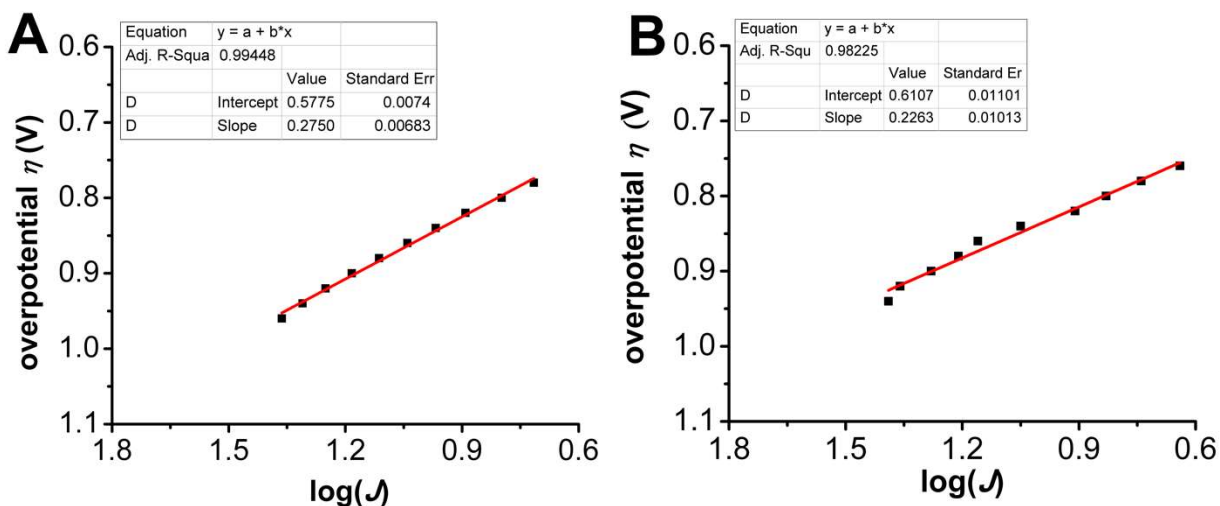 A
Equation y = a + b*x
Adj. R-Squa 0.99448
Value Standard Err
D Intercept 0.5775 0.0074
D Slope 0.2750 0.00683
0.6
0.7
0.8
0.9
1.0
1.1
overpotential η (V)
1.8 1.5 1.2 0.9 0.6
log(J)
B
Equation y = a + b*x
Adj. R-Squ 0.98225
Value Standard Er
D Intercept 0.6107 0.01101
D Slope 0.2263 0.01013
0.6
0.7
0.8
0.9
1.0
1.1
overpotential η (V)
1.8 1.5 1.2 0.9 0.6
log(J)